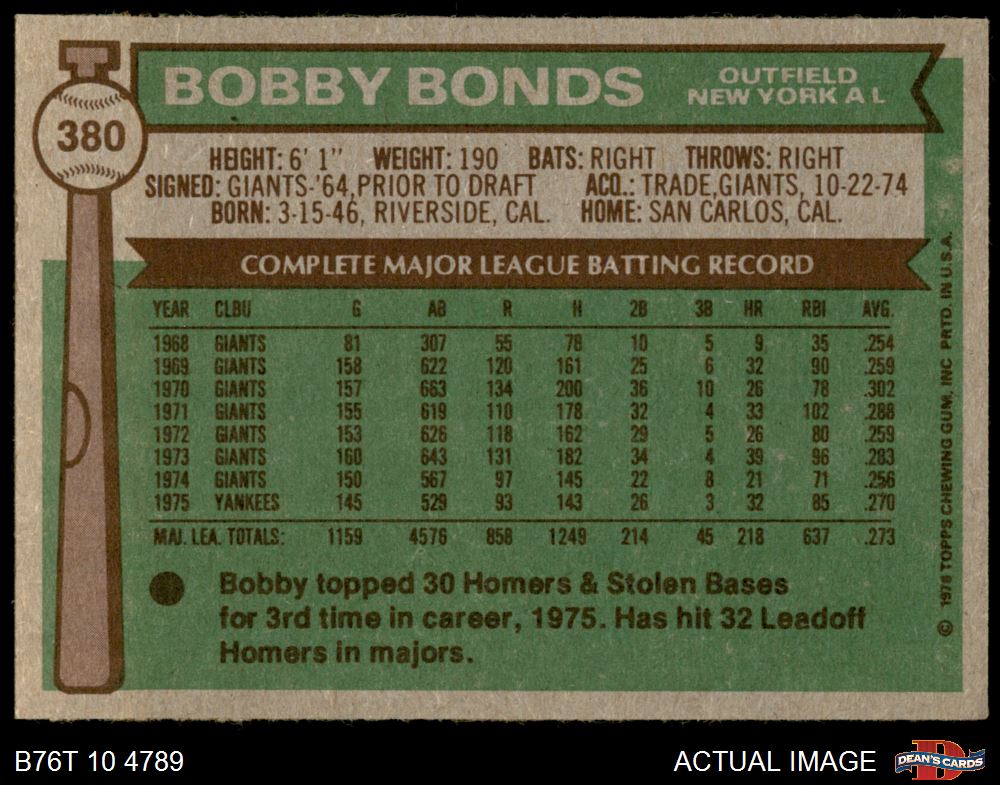 BOBBY BONDS
OUTFIELD
NEW YORK A L
380
HEIGHT: 6' 1" WEIGHT: 190 BATS: RIGHT THROWS: RIGHT
SIGNED: GIANTS-'64, PRIOR TO DRAFT ACQ.: TRADE, GIANTS, 10-22-74
BORN: 3-15-46, RIVERSIDE, CAL. HOME: SAN CARLOS, CAL.
COMPLETE MAJOR LEAGUE BATTING RECORD
YEAR CLBU G AB R H 2B 3B HR RBI AVG.
1968 GIANTS 81 307 55 78 10 5 9 35 .254
1969 GIANTS 158 622 120 161 25 6 32 90 .259
1970 GIANTS 157 663 134 200 36 10 26 78 .302
1971 GIANTS 155 619 110 178 32 4 33 102 .288
1972 GIANTS 153 626 118 162 29 5 26 80 .259
1973 GIANTS 160 643 131 182 34 4 39 96 .283
1974 GIANTS 150 567 97 145 22 8 21 71 .256
1975 YANKEES 145 529 93 143 26 3 32 85 .270
MAJ. LEA. TOTALS: 1159 4576 858 1249 214 45 218 637 .273
Bobby topped 30 Homers & Stolen Bases
for 3rd time in career, 1975. Has hit 32 Leadoff
Homers in majors.
© 1976 TOPPS CHEWING GUM, INC PRTD. IN U.S.A.
B76T 10 4789
ACTUAL IMAGE
D
DEAN'S CARDS